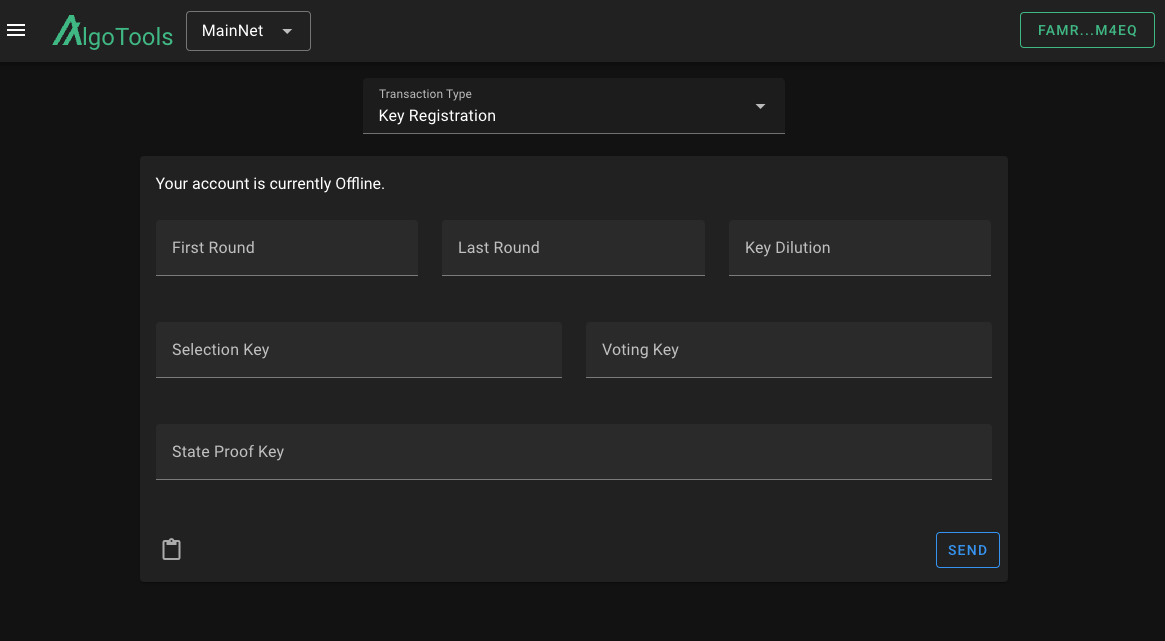 AlgoTools
MainNet
FAMR...M4EQ
Transaction Type
Key Registration
Your account is currently Offline.
First Round
Last Round
Key Dilution
Selection Key
Voting Key
State Proof Key
SEND